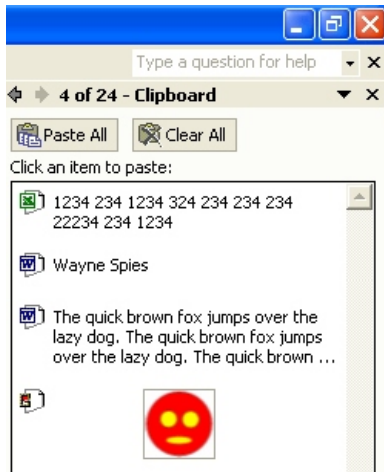 Type a question for help
4 of 24 - Clipboard
Paste All
Clear All
Click an item to paste:
1234 234 1234 324 234 234 234
22234 234 1234
Wayne Spies
The quick brown fox jumps over the
lazy dog. The quick brown fox jumps
over the lazy dog. The quick brown ...